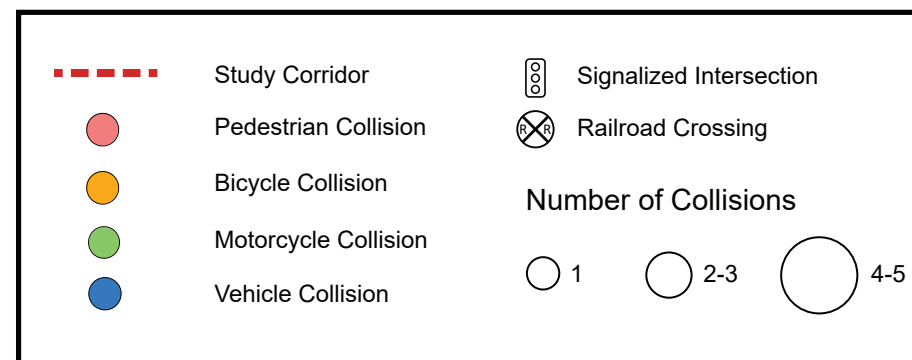 Study Corridor
Pedestrian Collision
Bicycle Collision
Motorcycle Collision
Vehicle Collision
Signalized Intersection
R R
Railroad Crossing
Number of Collisions
1
2-3
4-5